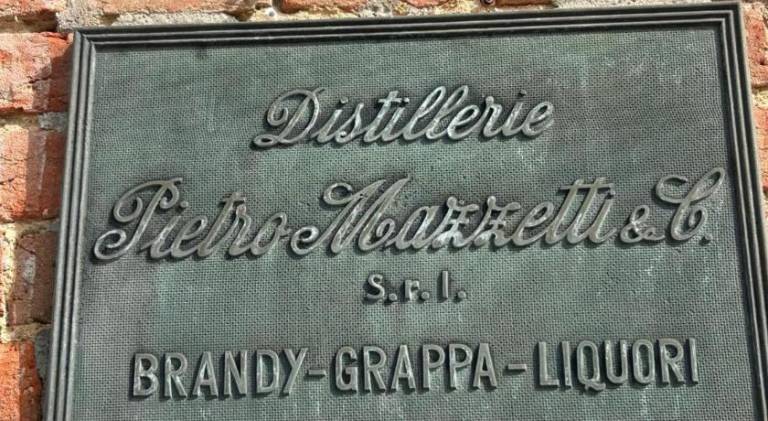 Distillerie
Pietro Mazzetti & C.
S.r.l.
BRANDY-GRAPPA-LIQUORI